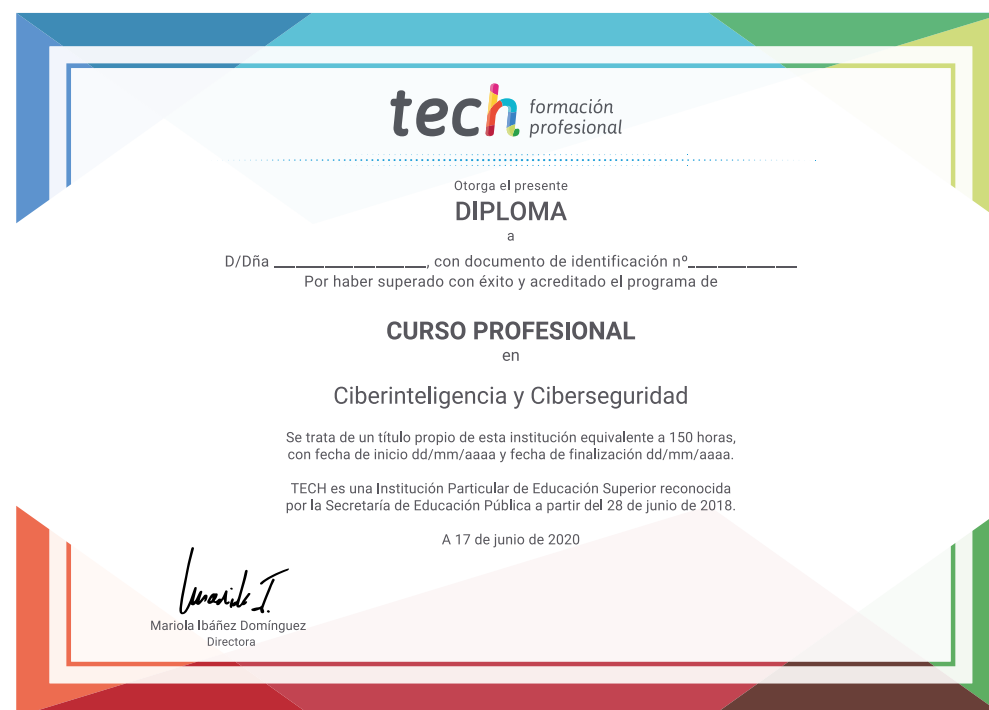 tech formación
profesional
Otorga el presente
DIPLOMA
a
D/Dña ______________, con documento de identificación nº__________
Por haber superado con éxito y acreditado el programa de
CURSO PROFESIONAL
en
Ciberinteligencia y Ciberseguridad
Se trata de un título propio de esta institución equivalente a 150 horas,
con fecha de inicio dd/mm/aaaa y fecha de finalización dd/mm/aaaa.
TECH es una Institución Particular de Educación Superior reconocida
por la Secretaría de Educación Pública a partir del 28 de junio de 2018.
A 17 de junio de 2020
Mariola Ibáñez Domínguez
Directora